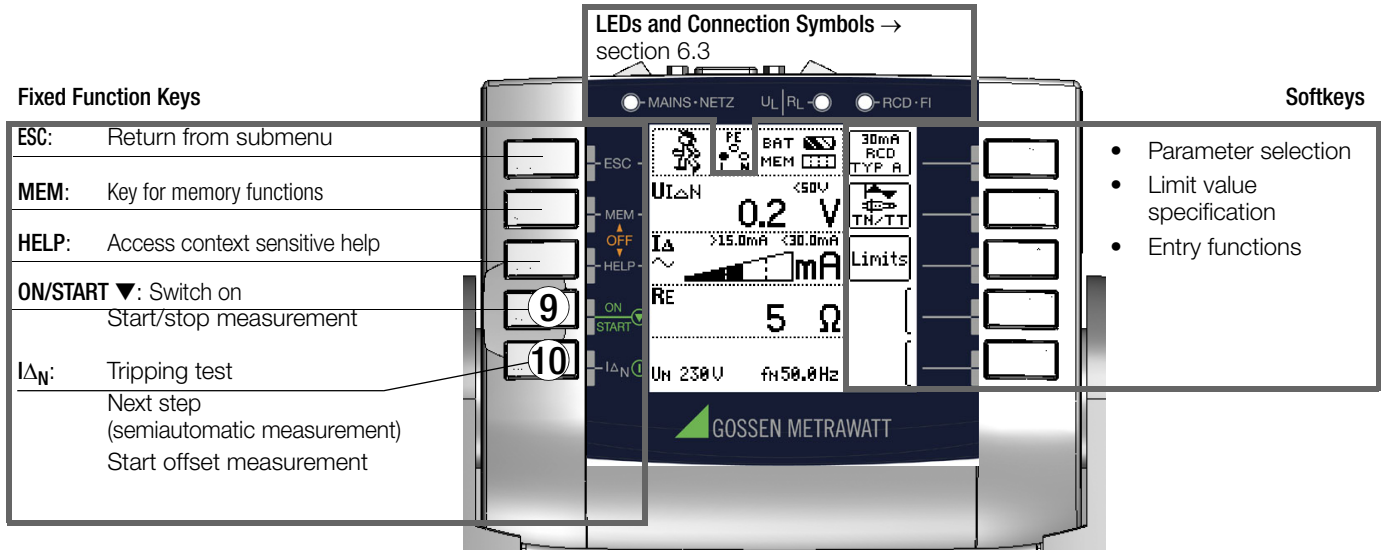 LEDs and Connection Symbols →
section 6.3
Fixed Function Keys
ESC: Return from submenu
MEM: Key for memory functions
HELP: Access context sensitive help
ON/START ▼: Switch on
Start/stop measurement
IΔN: Tripping test
Next step
(semiautomatic measurement)
Start offset measurement
9
10
MAINS•NETZ UL RL RCD•FI
ESC
MEM
OFF
HELP
ON
START
IΔN
PE
L N
BAT
MEM
UIΔN <50V
0.2 V
IΔ >15.0mA <30.0mA
~ mA
RE
5 Ω
UN 230V fN50.0Hz
30mA
RCD
TYP A
TN/TT
Limits
GOSSEN METRAWATT
Softkeys
• Parameter selection
• Limit value
specification
• Entry functions